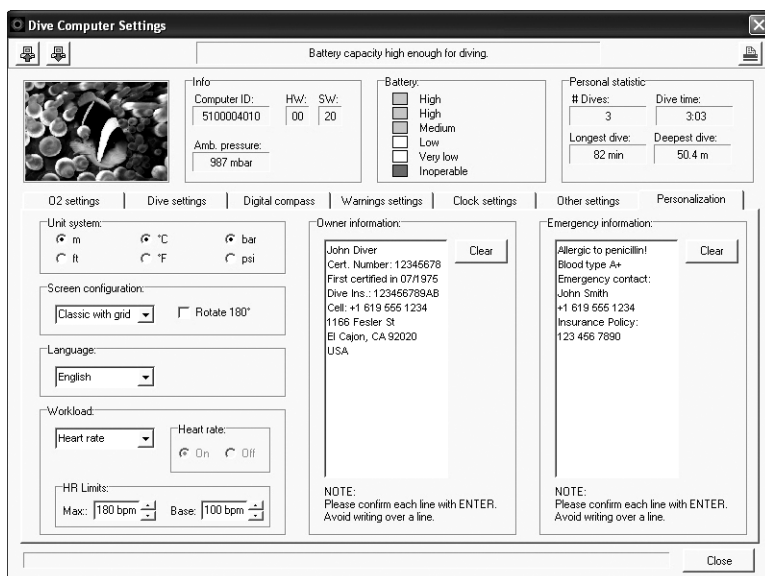 Dive Computer Settings
Battery capacity high enough for diving.
Info
Computer ID:
HW:
SW:
5100004010
00
20
Amb. pressure:
987 mbar
Battery:
High
High
Medium
Low
Very low
Inoperable
Personal statistic
# Dives:
Dive time:
3
3:03
Longest dive:
Deepest dive:
82 min
50.4 m
O2 settings
Dive settings
Digital compass
Warnings settings
Clock settings
Other settings
Personalization
Unit system:
m
°C
bar
ft
°F
psi
Screen configuration:
Classic with grid
Rotate 180°
Language:
English
Workload:
Heart rate
Heart rate:
On
Off
HR Limits:
Max::
180 bpm
Base:
100 bpm
Owner information:
John Diver
Cert. Number: 12345678
First certified in 07/1975
Dive Ins.: 123456789AB
Cell: +1 619 555 1234
1166 Fesler St
El Cajon, CA 92020
USA
Clear
NOTE:
Please confirm each line with ENTER.
Avoid writing over a line.
Emergency information:
Allergic to penicillin!
Blood type A+
Emergency contact:
John Smith
+1 619 555 1234
Insurance Policy:
123 456 7890
Clear
NOTE:
Please confirm each line with ENTER.
Avoid writing over a line.
Close